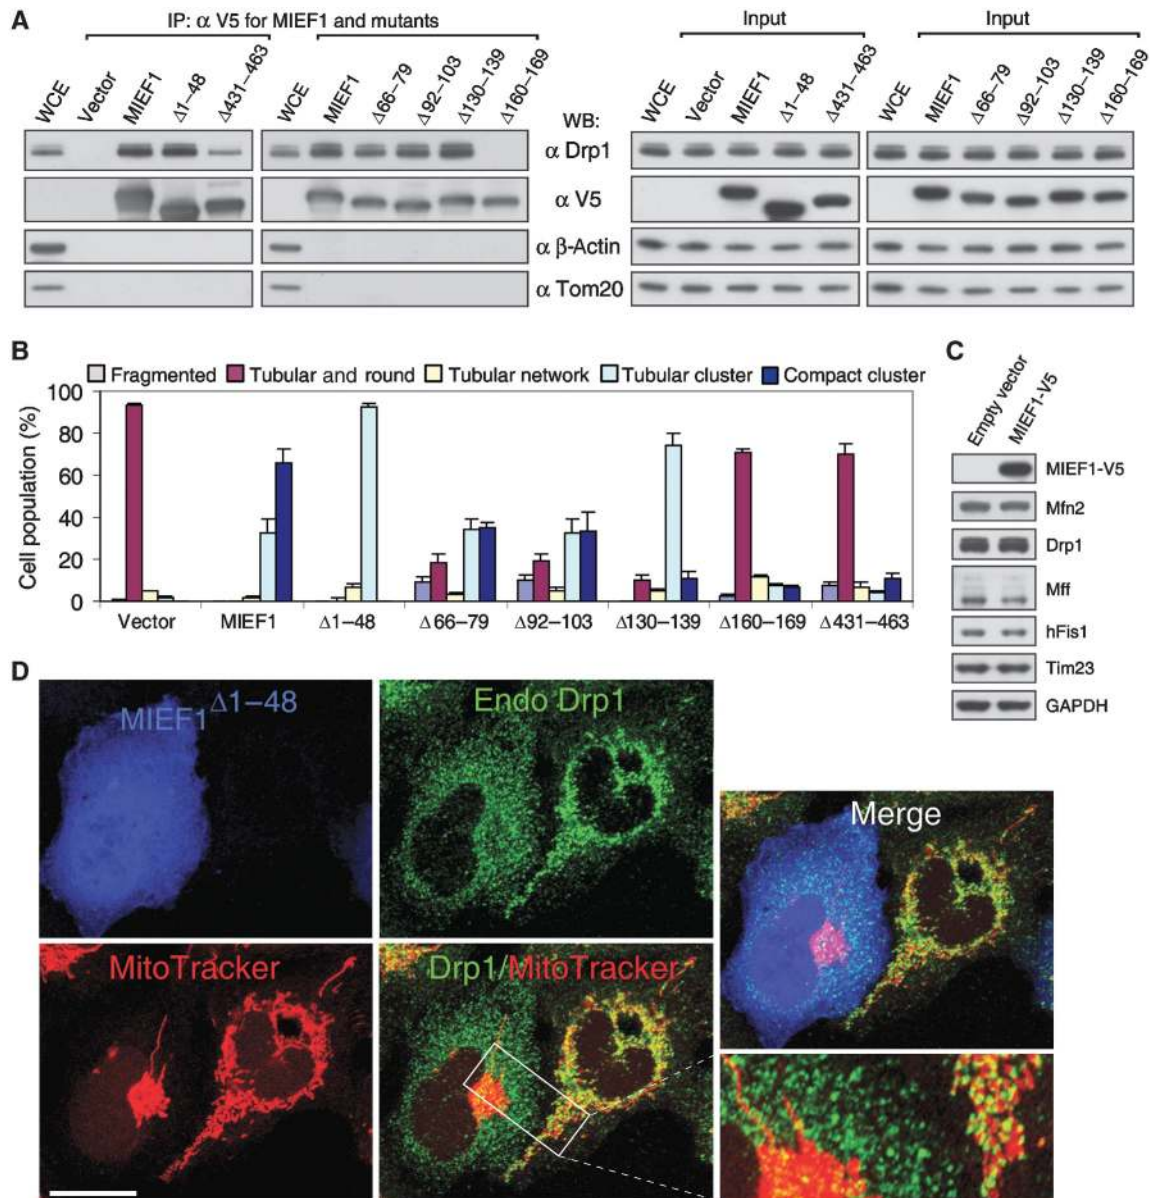 A
IP: α V5 for MIEF1 and mutants
Input
Input
WCE
Vector
MIEF1
Δ1–48
Δ431–463
WCE
MIEF1
Δ66–79
Δ92–103
Δ130–139
Δ160–169
WCE
Vector
MIEF1
Δ1–48
Δ431–463
WCE
MIEF1
Δ66–79
Δ92–103
Δ130–139
Δ160–169
WB:
α Drp1
α V5
α β-Actin
α Tom20
B
Fragmented Tubular and round Tubular network Tubular cluster Compact cluster
Cell population (%)
100
80
60
40
20
0
Vector MIEF1 Δ1–48 Δ66–79 Δ92–103 Δ130–139 Δ160–169 Δ431–463
C
Empty vector
MIEF1-V5
MIEF1-V5
Mfn2
Drp1
Mff
hFis1
Tim23
GAPDH
D
MIEF1Δ1–48
Endo Drp1
Merge
MitoTracker
Drp1/MitoTracker